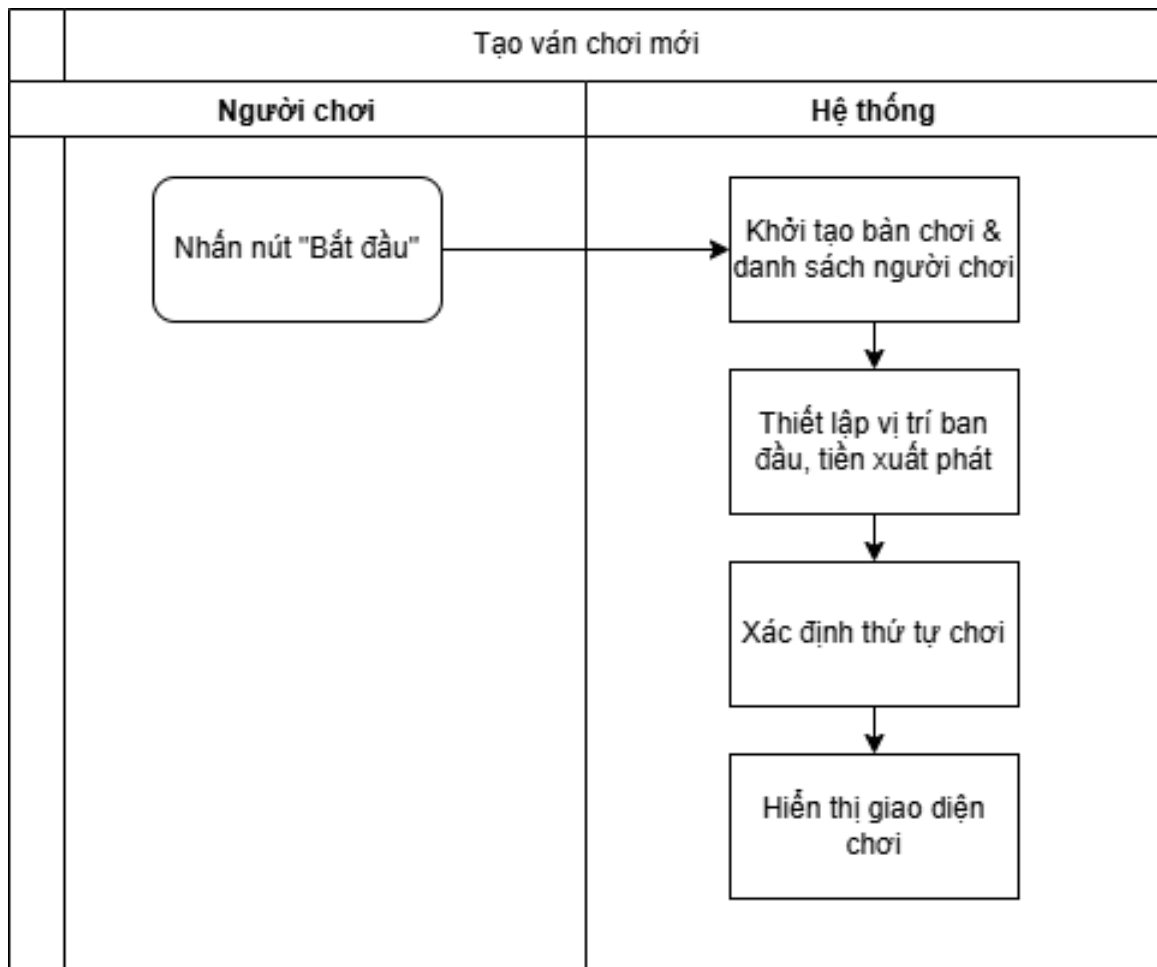 Tạo ván chơi mới
Người chơi
Hệ thống
Nhấn nút "Bắt đầu"
Khởi tạo bàn chơi &
danh sách người chơi
Thiết lập vị trí ban
đầu, tiền xuất phát
Xác định thứ tự chơi
Hiển thị giao diện
chơi